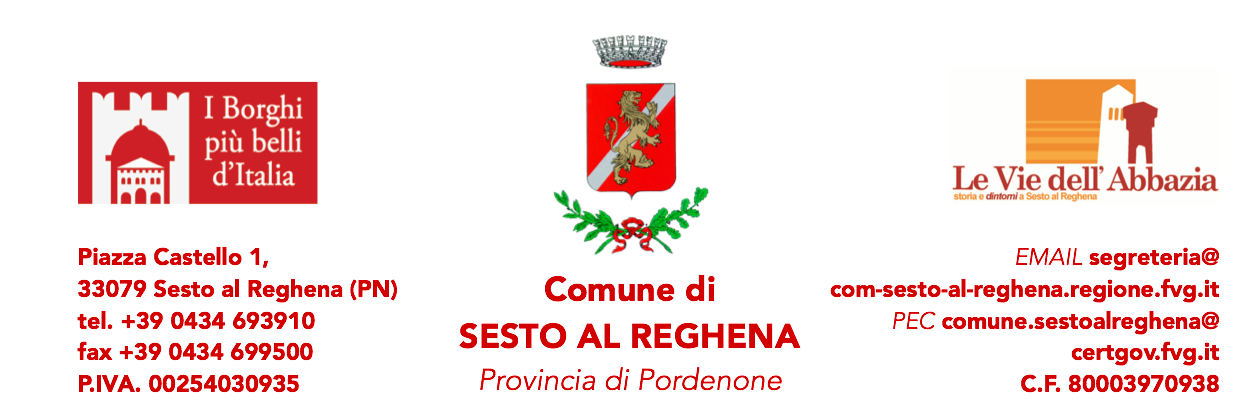 I Borghi
più belli
d'Italia
Piazza Castello 1,
33079 Sesto al Reghena (PN)
tel. +39 0434 693910
fax +39 0434 699500
P.IVA. 00254030935
Comune di
SESTO AL REGHENA
Provincia di Pordenone
Le Vie dell'Abbazia
storia e dintorni a Sesto al Reghena
EMAIL segreteria@
com-sesto-al-reghena.regione.fvg.it
PEC comune.sestoalreghena@
certgov.fvg.it
C.F. 80003970938